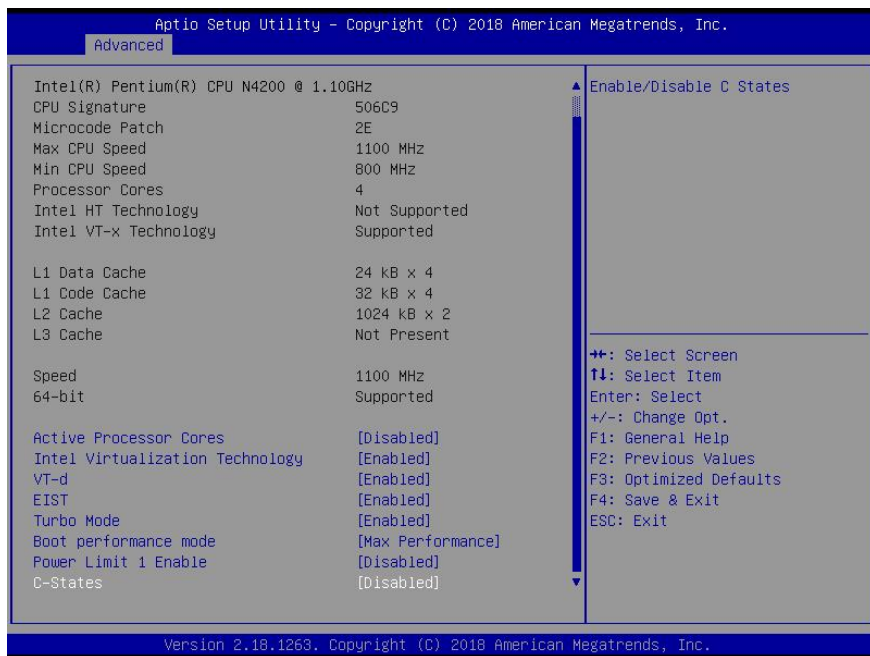 Aptio Setup Utility – Copyright (C) 2018 American Megatrends, Inc.
Advanced
Intel(R) Pentium(R) CPU N4200 @ 1.10GHz
CPU Signature 506C9
Microcode Patch 2E
Max CPU Speed 1100 MHz
Min CPU Speed 800 MHz
Processor Cores 4
Intel HT Technology Not Supported
Intel VT-x Technology Supported
L1 Data Cache 24 kB x 4
L1 Code Cache 32 kB x 4
L2 Cache 1024 kB x 2
L3 Cache Not Present
Speed 1100 MHz
64-bit Supported
Active Processor Cores [Disabled]
Intel Virtualization Technology [Enabled]
VT-d [Enabled]
EIST [Enabled]
Turbo Mode [Enabled]
Boot performance mode [Max Performance]
Power Limit 1 Enable [Disabled]
C-States [Disabled]
Enable/Disable C States
→←: Select Screen
↑↓: Select Item
Enter: Select
+/-: Change Opt.
F1: General Help
F2: Previous Values
F3: Optimized Defaults
F4: Save & Exit
ESC: Exit
Version 2.18.1263. Copyright (C) 2018 American Megatrends, Inc.